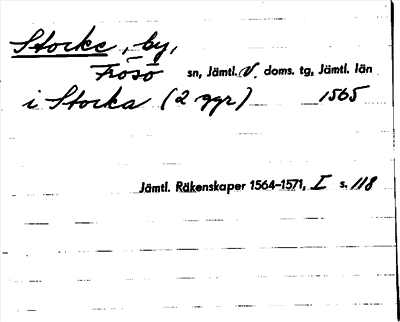 Stocke, by,
Frösö sn, Jämtl. V. doms. tg, Jämtl. län
i Stocka (2 ggr) 1565
Jämtl. Räkenskaper 1564-1571, I s. 118